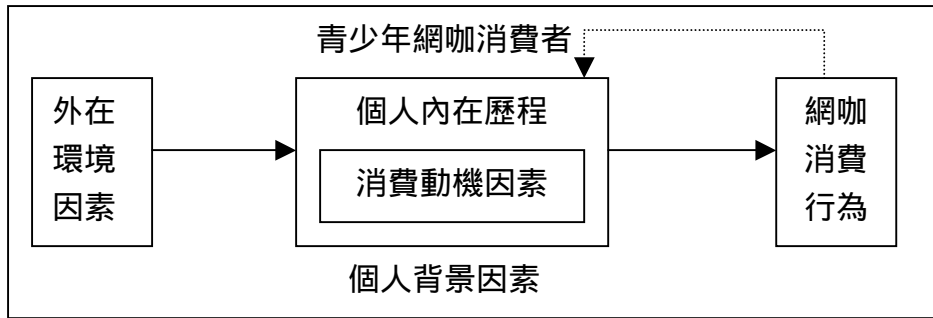 青少年網咖消費者
外在
環境
因素
個人內在歷程
消費動機因素
網咖
消費
行為
個人背景因素